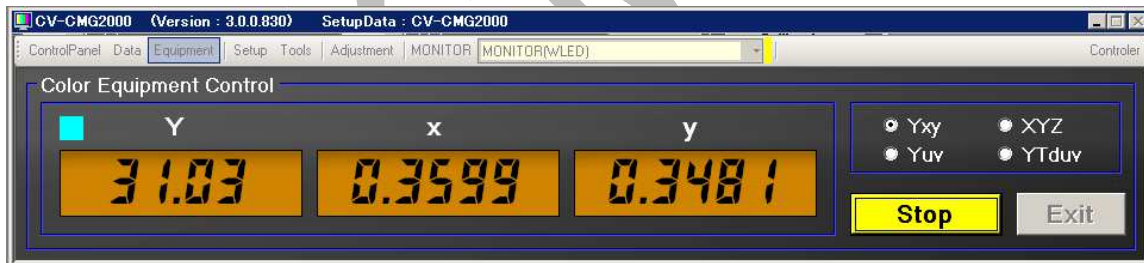 CV-CMG2000 (Version : 3.0.0.830) SetupData : CV-CMG2000
ControlPanel Data Equipment Setup Tools Adjustment MONITOR MONITOR(WLED) Controler
Color Equipment Control
Y x y
31.03 0.3599 0.3481
Yxy XYZ
Yuv YTduv
Stop Exit